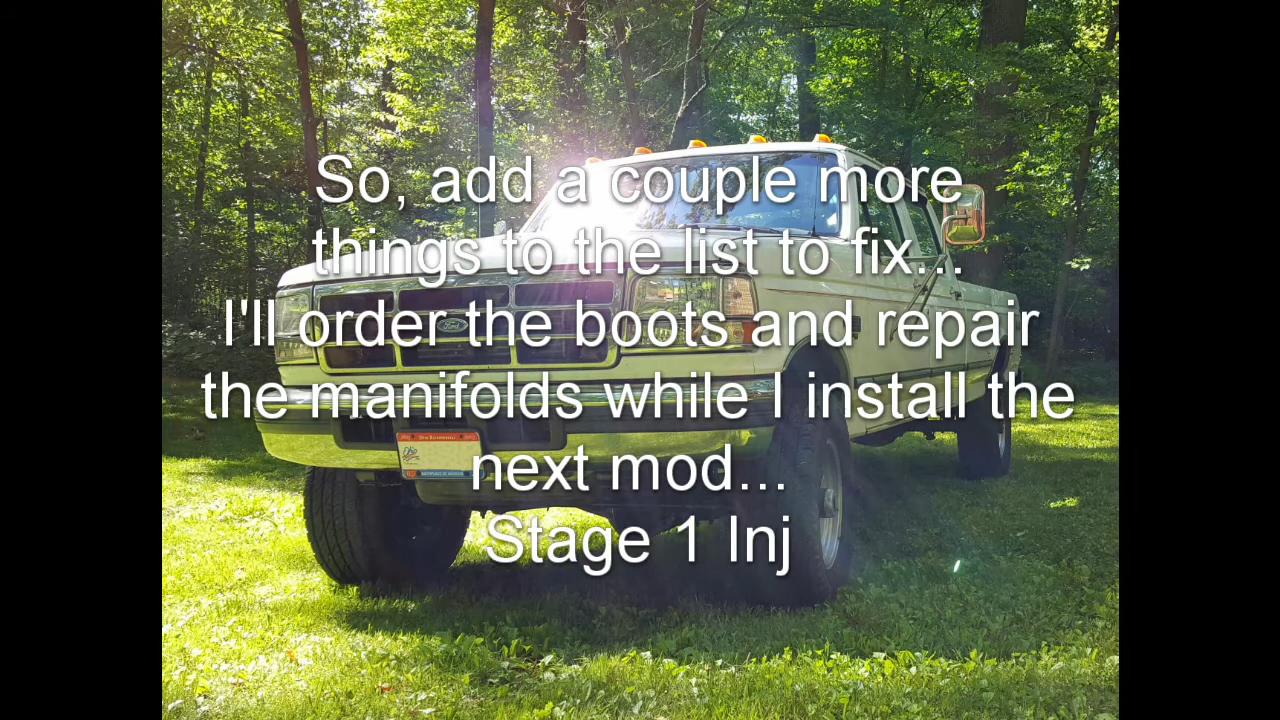 So, add a couple more
things to the list to fix...
I'll order the boots and repair
the manifolds while I install the
next mod...
Stage 1 Inj
Ford